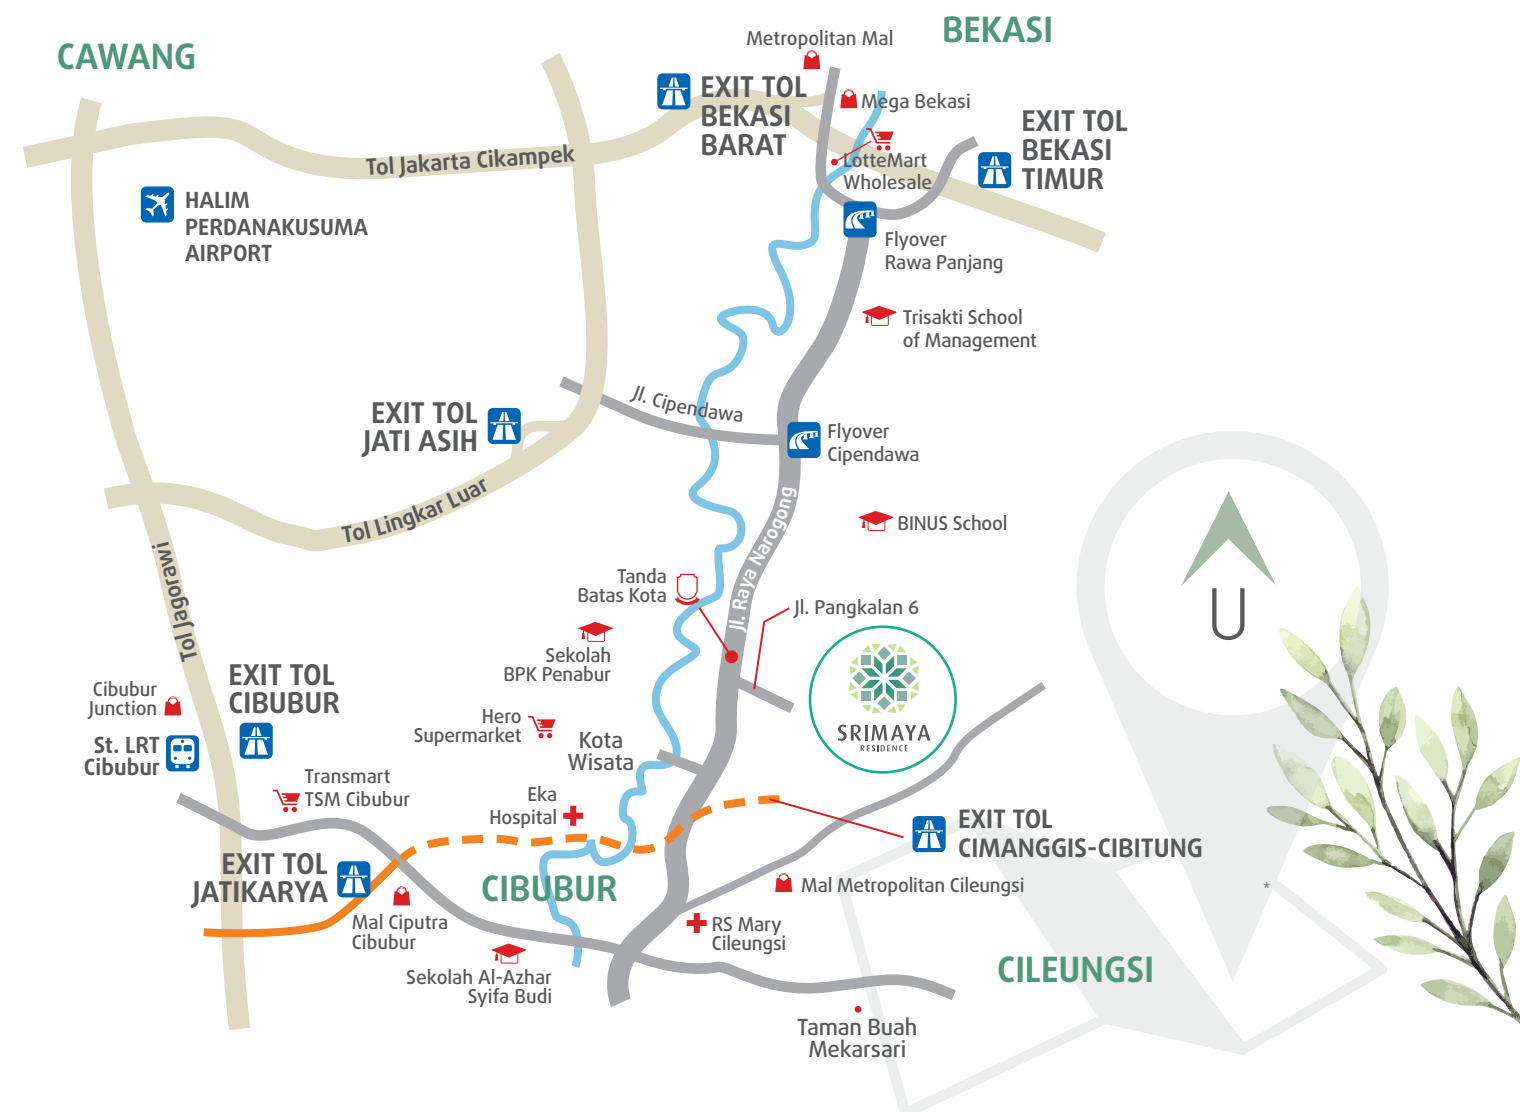 CAWANG
BEKASI
Metropolitan Mal
EXIT TOL
BEKASI
BARAT
Mega Bekasi
EXIT TOL
BEKASI
TIMUR
LotteMart
Wholesale
Tol Jakarta Cikampek
HALIM
PERDANAKUSUMA
AIRPORT
Flyover
Rawa Panjang
Trisakti School
of Management
Jl. Cipendawa
EXIT TOL
JATI ASIH
Flyover
Cipendawa
Tol Lingkar Luar
Jl. Raya Narogong
BINUS School
Tol Jagorawi
Tanda
Batas Kota
Jl. Pangkalan 6
U
Sekolah
BPK Penabur
EXIT TOL
CIBUBUR
Cibubur
Junction
SRIMAYA
RESIDENCE
Hero
Supermarket
Kota
Wisata
St. LRT
Cibubur
Transmart
TSM Cibubur
Eka
Hospital
EXIT TOL
CIMANGGIS-CIBITUNG
EXIT TOL
JATIKARYA
CIBUBUR
Mal Metropolitan Cileungsi
*
Mal Ciputra
Cibubur
RS Mary
Cileungsi
Sekolah Al-Azhar
Syifa Budi
CILEUNGSI
Taman Buah
Mekarsari